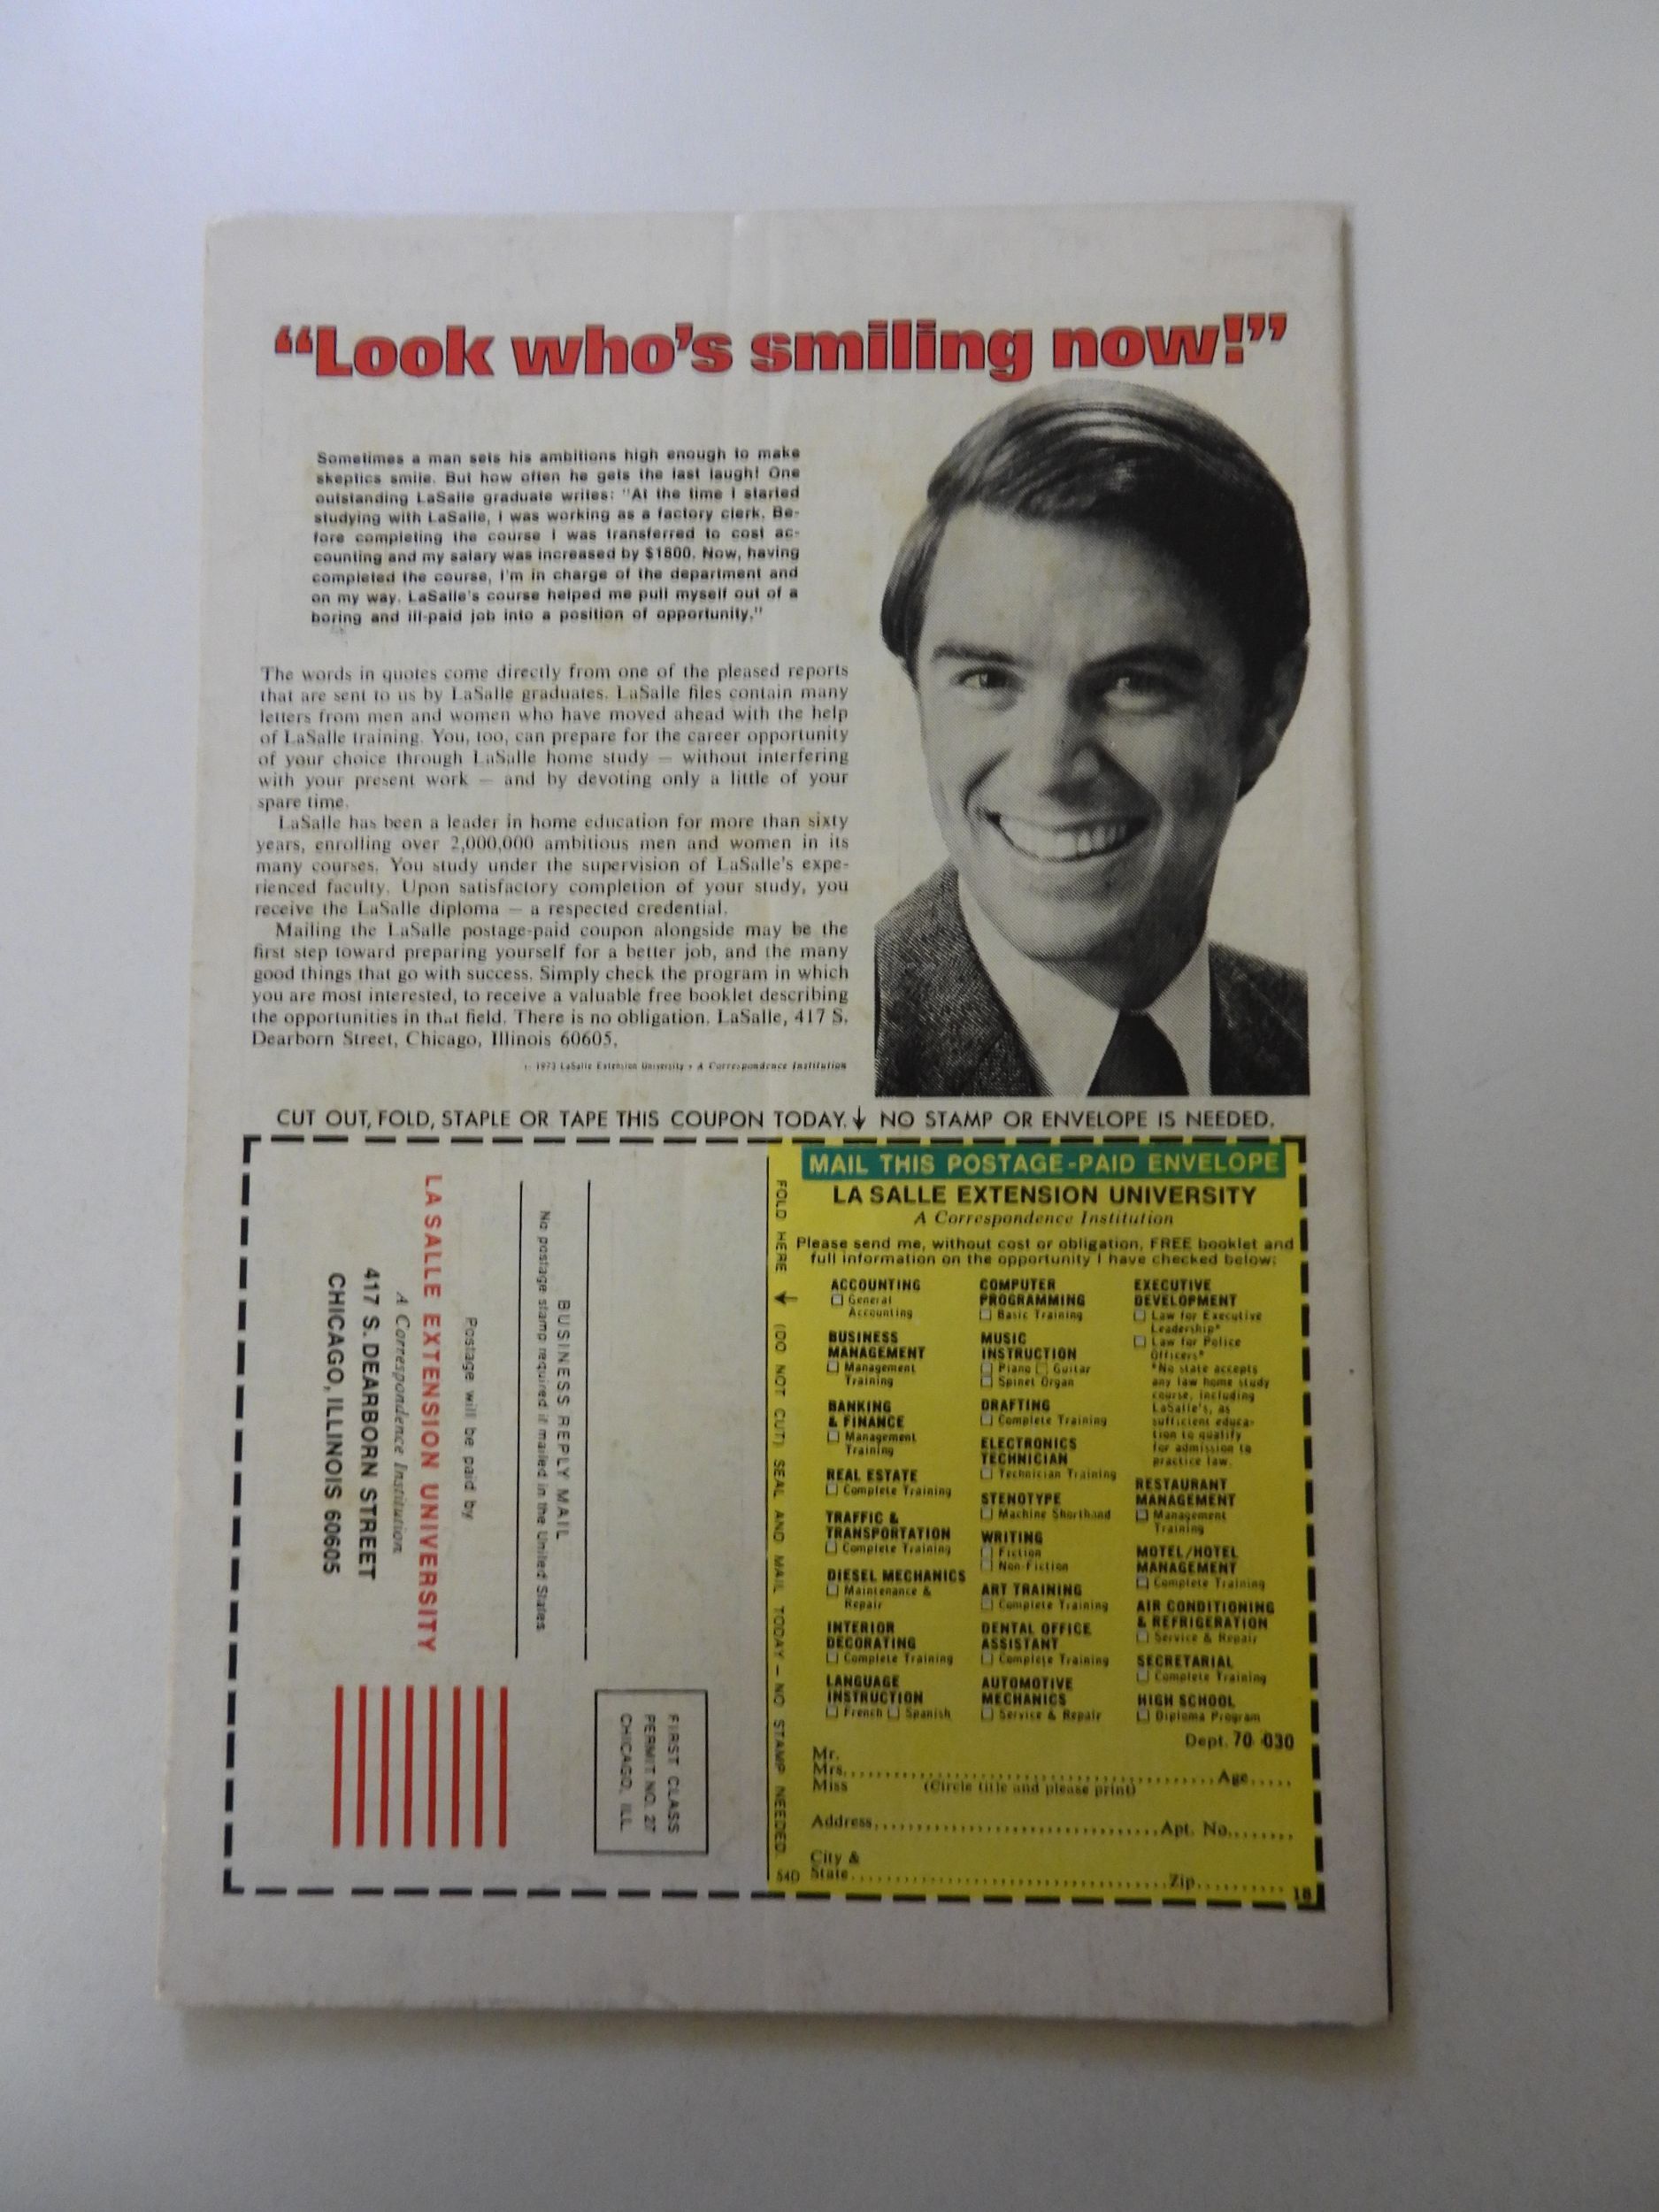 “Look who’s smiling now!”
Sometimes a man sets his ambitions high enough to make
skeptics smile. But how often he gets the last laugh! One
outstanding LaSalle graduate writes: "At the time I started
studying with LaSalle, I was working as a factory clerk. Be-
fore completing the course I was transferred to cost ac-
counting and my salary was increased by $1800. Now, having
completed the course, I'm in charge of the department and
on my way. LaSalle's course helped me pull myself out of a
boring and ill-paid job into a position of opportunity."
The words in quotes come directly from one of the pleased reports
that are sent to us by LaSalle graduates. LaSalle files contain many
letters from men and women who have moved ahead with the help
of LaSalle training. You, too, can prepare for the career opportunity
of your choice through LaSalle home study — without interfering
with your present work — and by devoting only a little of your
spare time.
LaSalle has been a leader in home education for more than sixty
years, enrolling over 2,000,000 ambitious men and women in its
many courses. You study under the supervision of LaSalle's expe-
rienced faculty. Upon satisfactory completion of your study, you
receive the LaSalle diploma — a respected credential.
Mailing the LaSalle postage-paid coupon alongside may be the
first step toward preparing yourself for a better job, and the many
good things that go with success. Simply check the program in which
you are most interested, to receive a valuable free booklet describing
the opportunities in that field. There is no obligation. LaSalle, 417 S.
Dearborn Street, Chicago, Illinois 60605.
© 1973 LaSalle Extension University • A Correspondence Institution
CUT OUT, FOLD, STAPLE OR TAPE THIS COUPON TODAY. ↓ NO STAMP OR ENVELOPE IS NEEDED.
FIRST CLASS
PERMIT NO. 27
CHICAGO, ILL.
BUSINESS REPLY MAIL
No postage stamp required if mailed in the United States
Postage will be paid by
LA SALLE EXTENSION UNIVERSITY
A Correspondence Institution
417 S. DEARBORN STREET
CHICAGO, ILLINOIS 60605
FOLD HERE ↓ (DO NOT CUT) SEAL AND MAIL TODAY — NO STAMP NEEDED.
54D
MAIL THIS POSTAGE-PAID ENVELOPE
LA SALLE EXTENSION UNIVERSITY
A Correspondence Institution
Please send me, without cost or obligation, FREE booklet and
full information on the opportunity I have checked below:
ACCOUNTING
☐ General
Accounting
BUSINESS
MANAGEMENT
☐ Management
Training
BANKING
& FINANCE
☐ Management
Training
REAL ESTATE
☐ Complete Training
TRAFFIC &
TRANSPORTATION
☐ Complete Training
DIESEL MECHANICS
☐ Maintenance &
Repair
INTERIOR
DECORATING
☐ Complete Training
LANGUAGE
INSTRUCTION
☐ French ☐ Spanish
COMPUTER
PROGRAMMING
☐ Basic Training
MUSIC
INSTRUCTION
☐ Piano ☐ Guitar
☐ Spinet Organ
DRAFTING
☐ Complete Training
ELECTRONICS
TECHNICIAN
☐ Technician Training
STENOTYPE
☐ Machine Shorthand
WRITING
☐ Fiction
☐ Non-Fiction
ART TRAINING
☐ Complete Training
DENTAL OFFICE
ASSISTANT
☐ Complete Training
AUTOMOTIVE
MECHANICS
☐ Service & Repair
EXECUTIVE
DEVELOPMENT
☐ Law for Executive
Leadership*
☐ Law for Police
Officers*
*No state accepts
any law home study
course, including
LaSalle's, as
sufficient educa-
tion to qualify
for admission to
practice law.
RESTAURANT
MANAGEMENT
☐ Management
Training
MOTEL/HOTEL
MANAGEMENT
☐ Complete Training
AIR CONDITIONING
& REFRIGERATION
☐ Service & Repair
SECRETARIAL
☐ Complete Training
HIGH SCHOOL
☐ Diploma Program
Dept. 70-030
Mr.
Mrs. Age
Miss (Circle title and please print)
Address Apt. No.
City &
State Zip
18